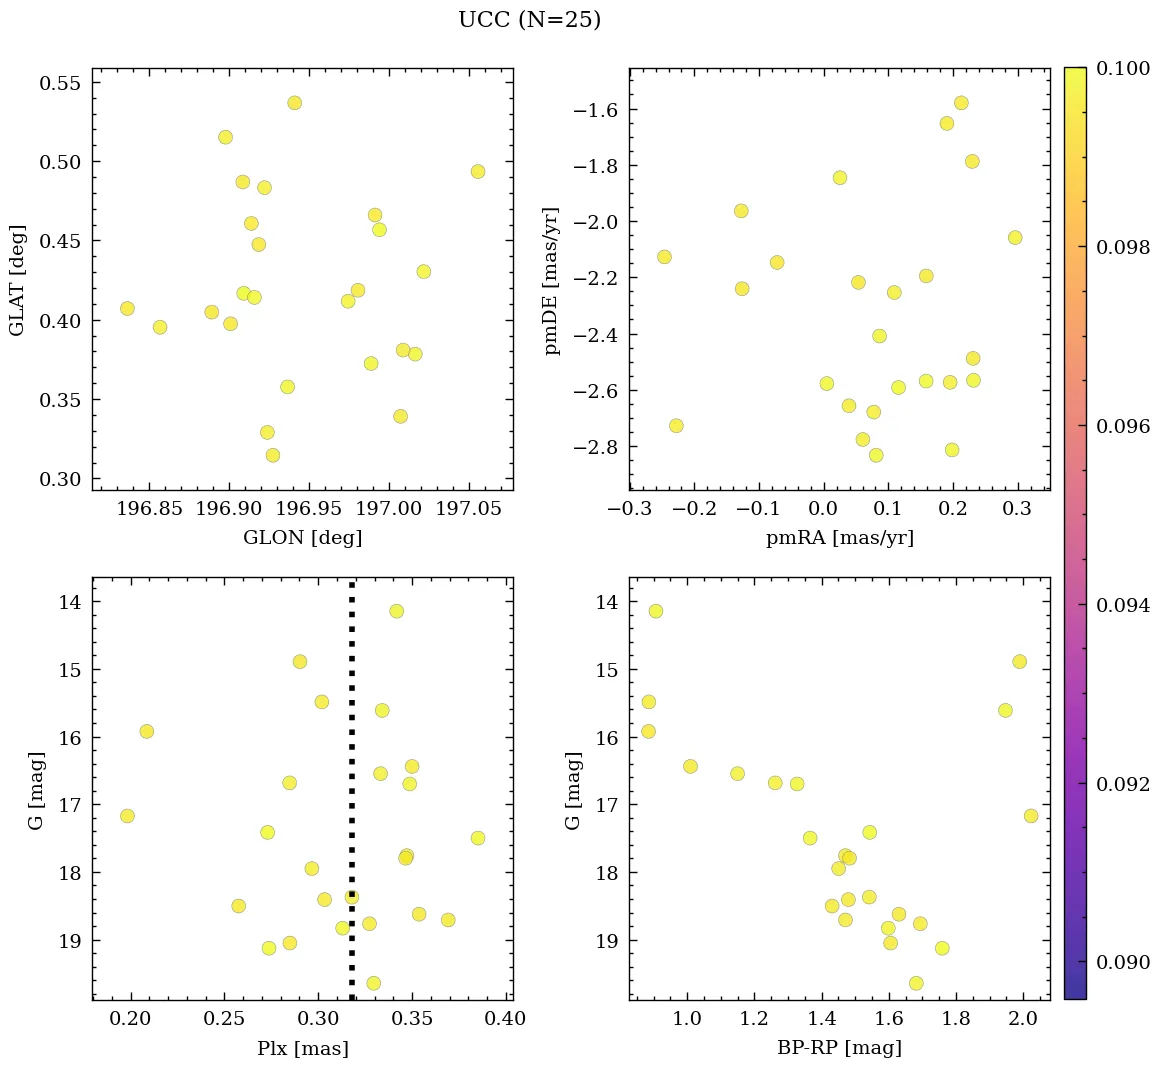 UCC (N=25)
0.55
0.50
0.45
0.40
0.35
0.30
GLAT [deg]
196.85 196.90 196.95 197.00 197.05
GLON [deg]
−1.6
−1.8
−2.0
−2.2
−2.4
−2.6
−2.8
pmDE [mas/yr]
−0.3 −0.2 −0.1 0.0 0.1 0.2 0.3
pmRA [mas/yr]
14
15
16
17
18
19
G [mag]
0.20 0.25 0.30 0.35 0.40
Plx [mas]
14
15
16
17
18
19
G [mag]
1.0 1.2 1.4 1.6 1.8 2.0
BP-RP [mag]
0.100
0.098
0.096
0.094
0.092
0.090